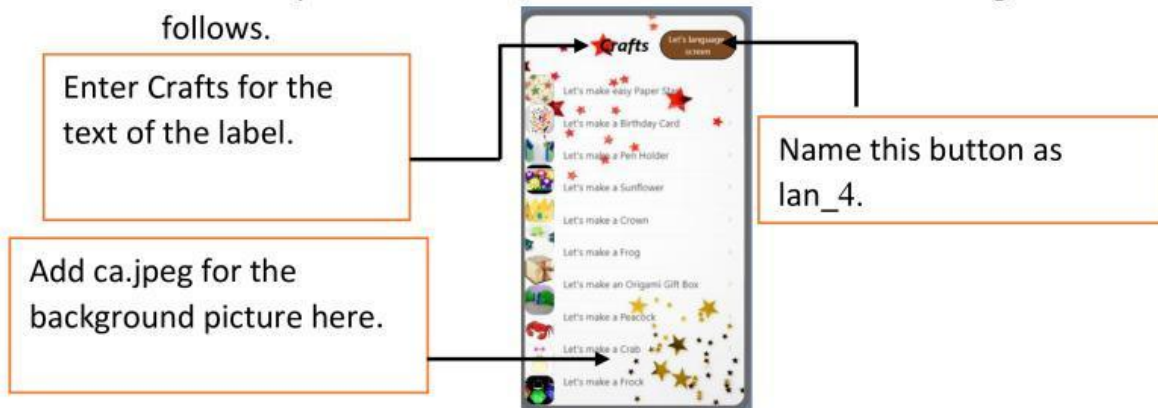 follows.
Enter Crafts for the
text of the label.
Crafts
Let's language
screen
Let's make easy Paper Star
Let's make a Birthday Card
Let's make a Pen Holder
Let's make a Sunflower
Let's make a Crown
Let's make a Frog
Let's make an Origami Gift Box
Let's make a Peacock
Let's make a Crab
Let's make a Frock
Name this button as
lan_4.
Add ca.jpeg for the
background picture here.